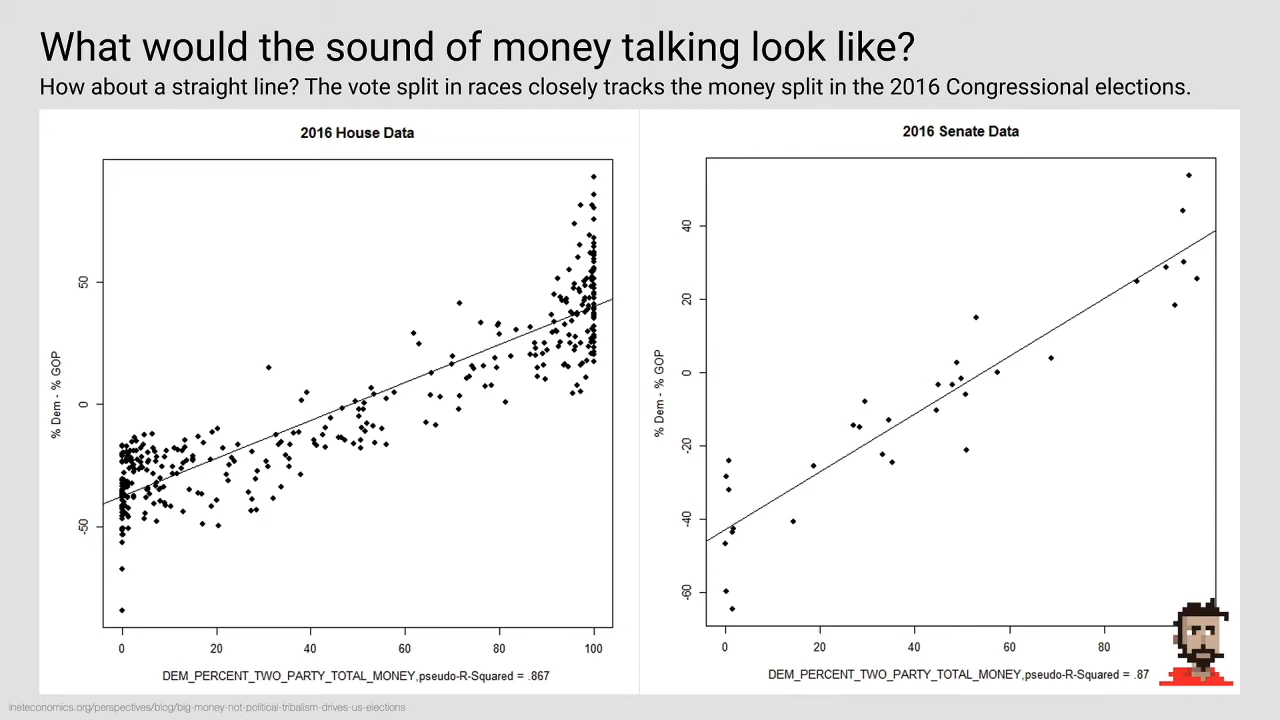 What would the sound of money talking look like?
How about a straight line? The vote split in races closely tracks the money split in the 2016 Congressional elections.
2016 House Data
% Dem - % GOP
50
0
-50
0 20 40 60 80 100
DEM_PERCENT_TWO_PARTY_TOTAL_MONEY,pseudo-R-Squared = .867
2016 Senate Data
% Dem - % GOP
40
20
0
-20
-40
-60
0 20 40 60 80
DEM_PERCENT_TWO_PARTY_TOTAL_MONEY,pseudo-R-Squared = .87
ineteconomics.org/perspectives/blog/big-money-not-political-tribalism-drives-us-elections